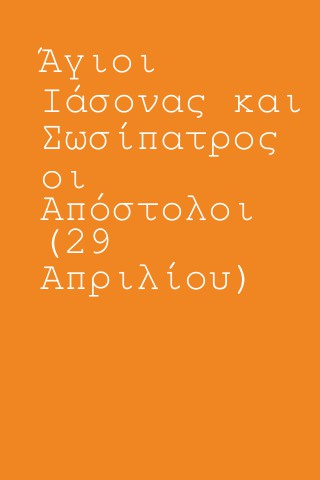 Άγιοι
Ιάσονας και
Σωσίπατρος
οι
Απόστολοι
(29
Απριλίου)